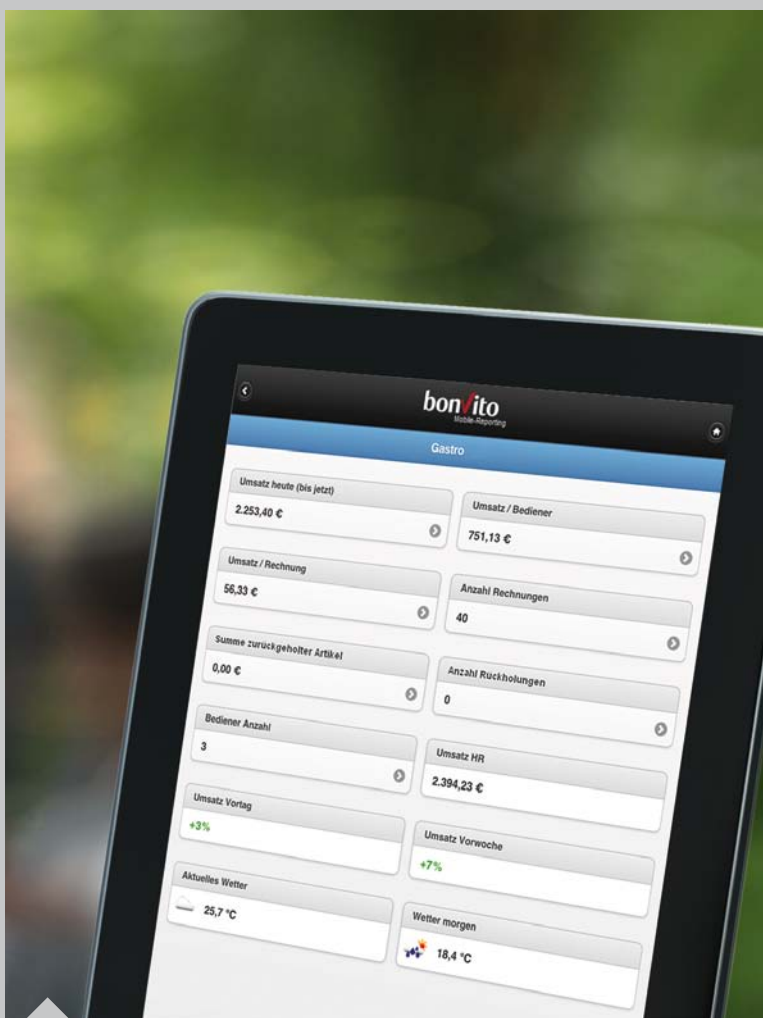 bonVito
Mobile-Reporting
Gastro
Umsatz heute (bis jetzt)
2.253,40 €
Umsatz / Bediener
751,13 €
Umsatz / Rechnung
56,33 €
Anzahl Rechnungen
40
Summe zurückgeholter Artikel
0,00 €
Anzahl Rückholungen
0
Bediener Anzahl
3
Umsatz HR
2.394,23 €
Umsatz Vortag
+3%
Umsatz Vorwoche
+7%
Aktuelles Wetter
25,7 °C
Wetter morgen
18,4 °C